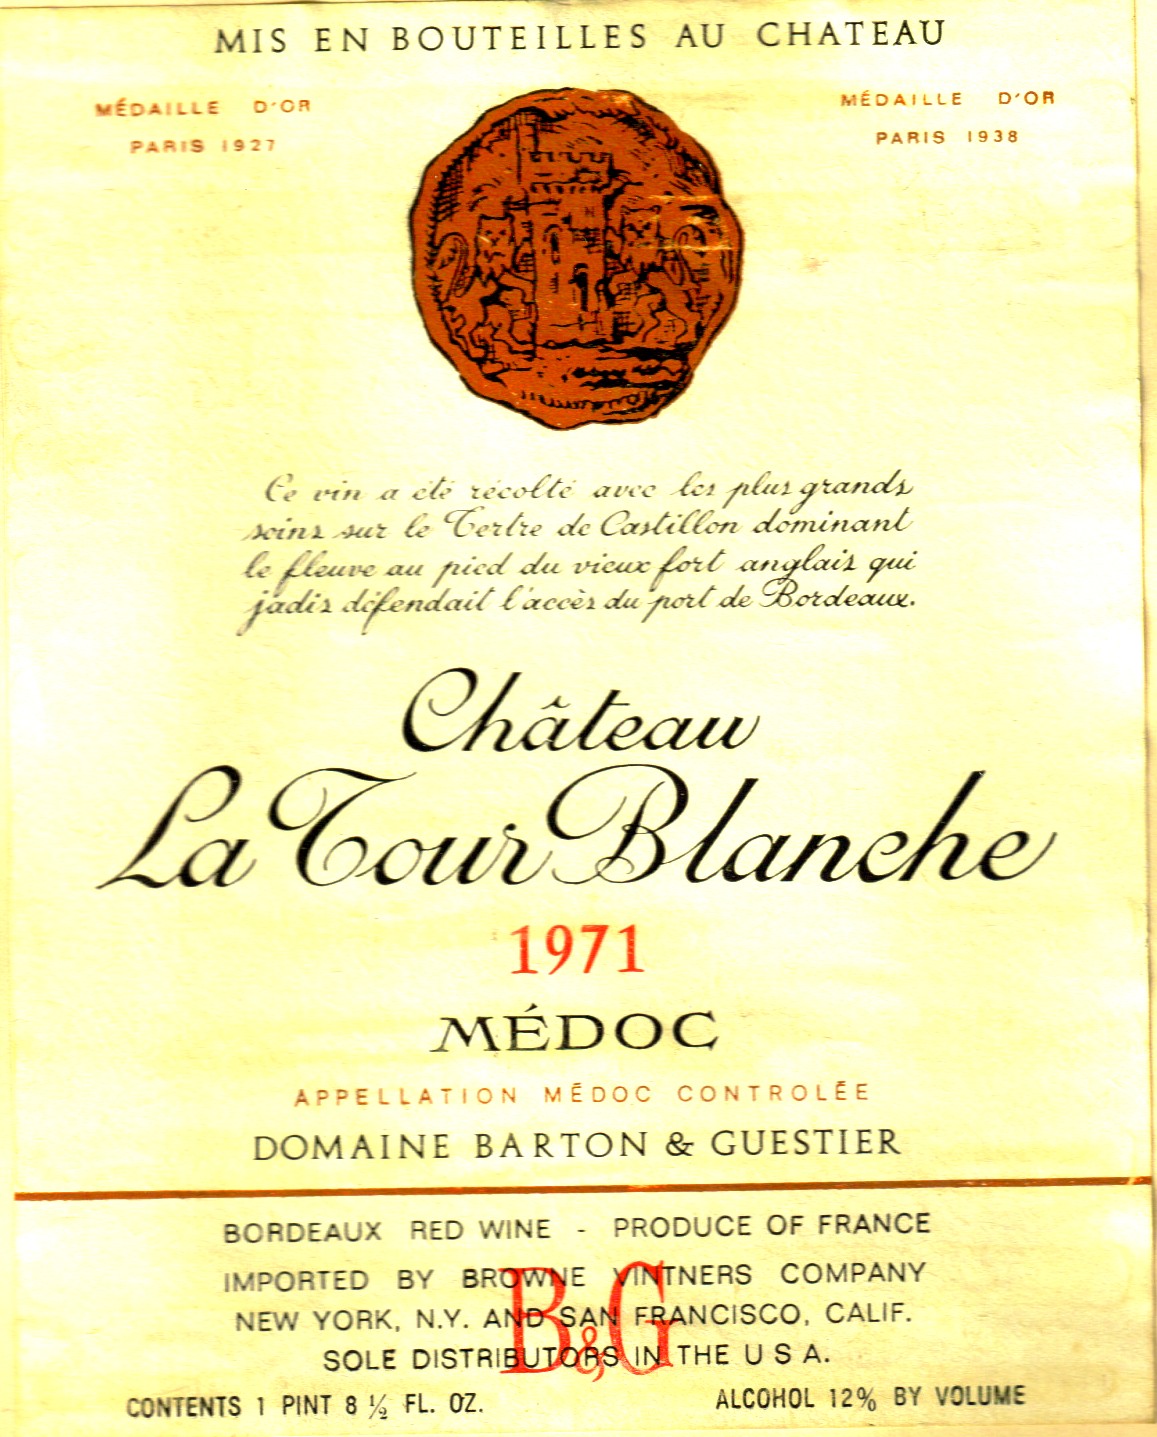 MIS EN BOUTEILLES AU CHATEAU
MÉDAILLE D'OR
PARIS 1927
MÉDAILLE D'OR
PARIS 1938
Ce vin a été récolté avec les plus grands
soins sur le Tertre de Castillon dominant
le fleuve au pied du vieux fort anglais qui
jadis défendait l'accès du port de Bordeaux.
Château
La Tour Blanche
1971
MÉDOC
APPELLATION MÉDOC CONTROLÉE
DOMAINE BARTON & GUESTIER
BORDEAUX RED WINE - PRODUCE OF FRANCE
IMPORTED BY BROWNE VINTNERS COMPANY
NEW YORK, N.Y. AND SAN FRANCISCO, CALIF.
SOLE DISTRIBUTORS IN THE U S A.
B&G
CONTENTS 1 PINT 8 ½ FL. OZ.
ALCOHOL 12% BY VOLUME